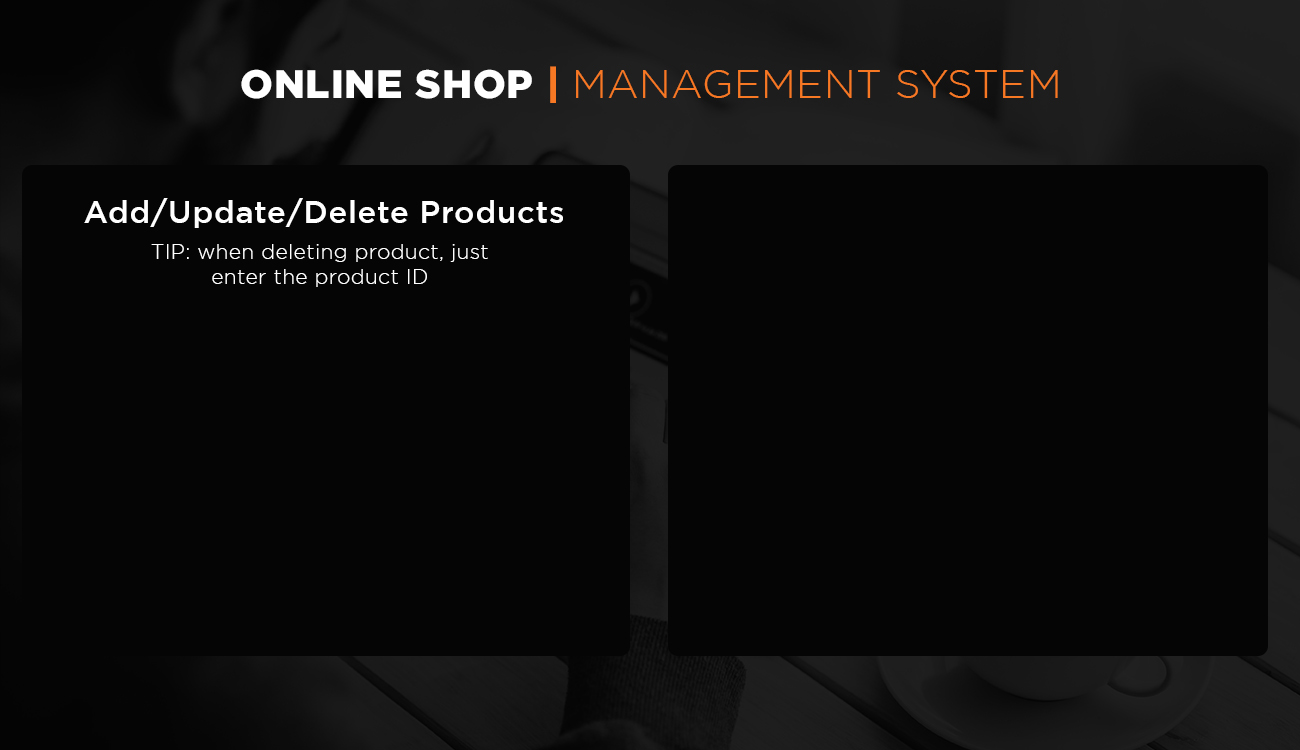 ONLINE SHOP | MANAGEMENT SYSTEM
Add/Update/Delete Products
TIP: when deleting product, just
enter the product ID